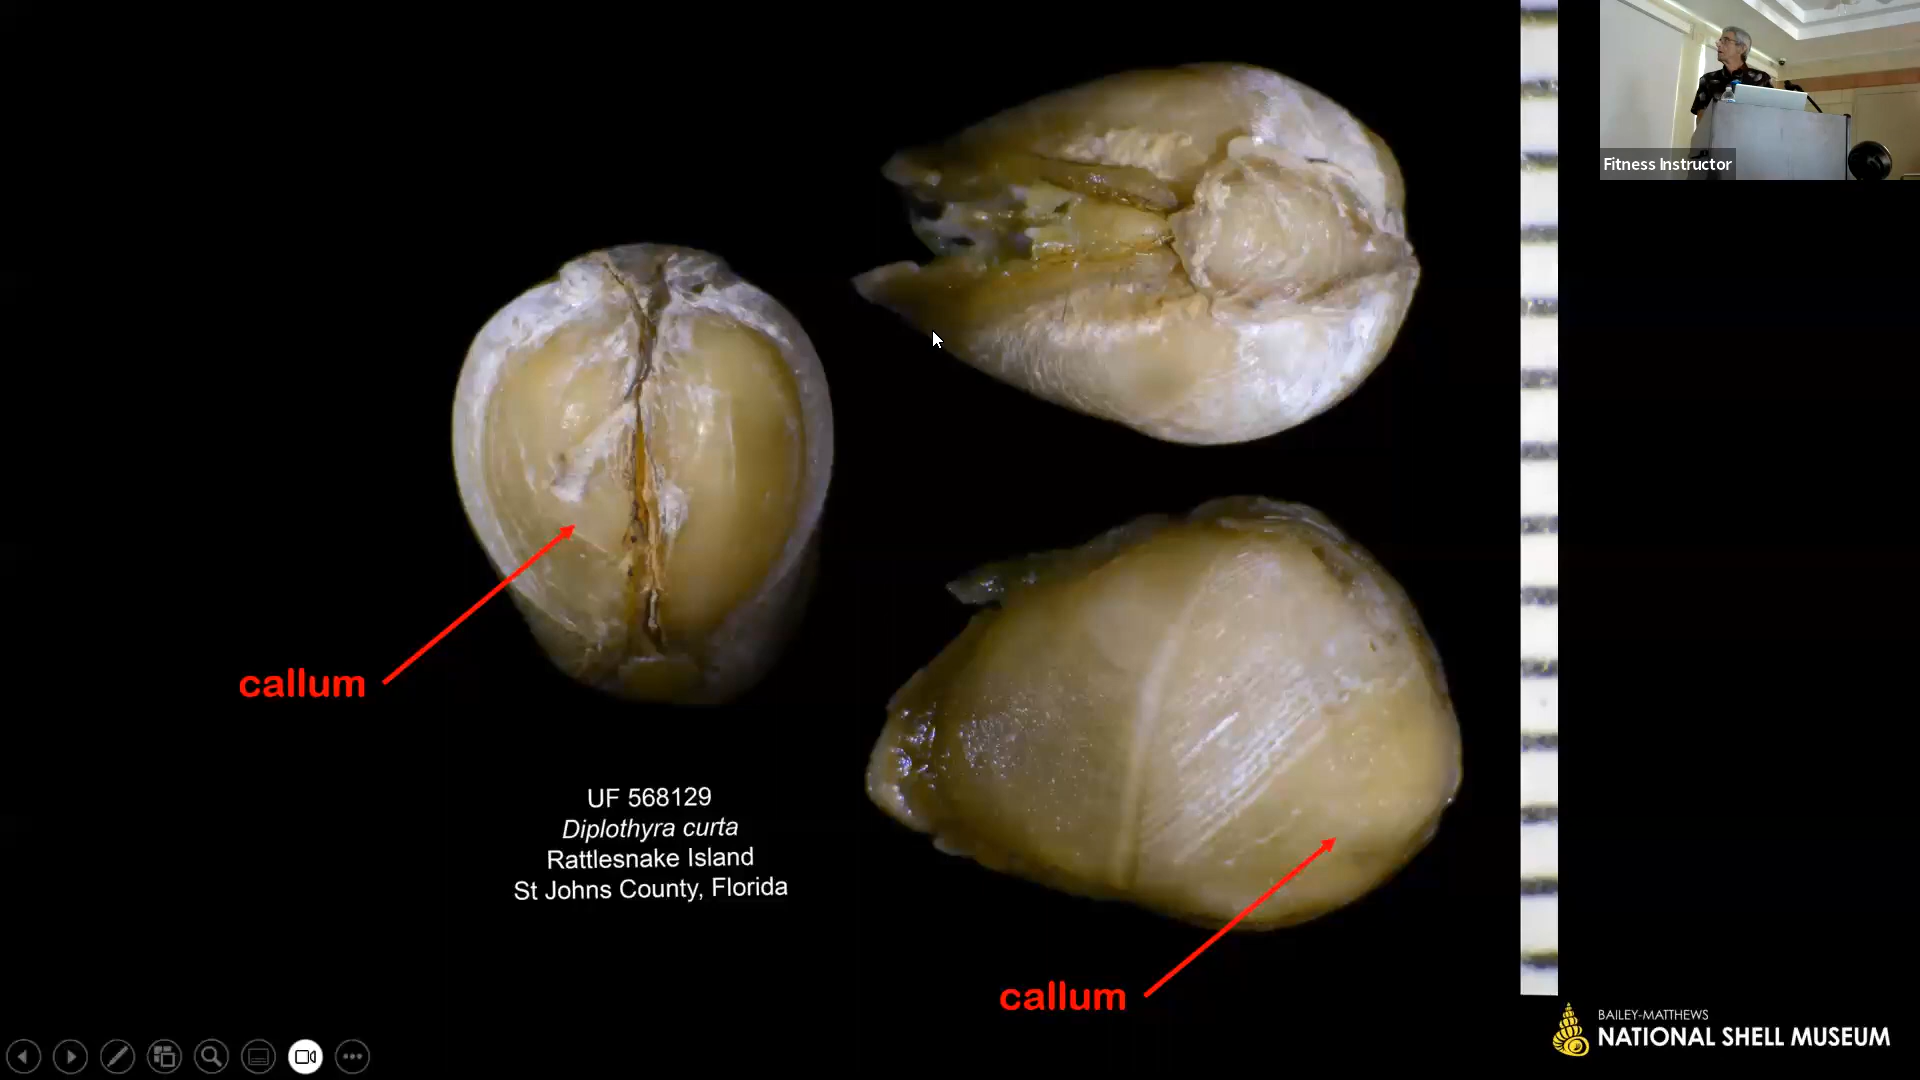 Fitness Instructor
callum
UF 568129
Diplothyra curta
Rattlesnake Island
St Johns County, Florida
callum
BAILEY-MATTHEWS
NATIONAL SHELL MUSEUM